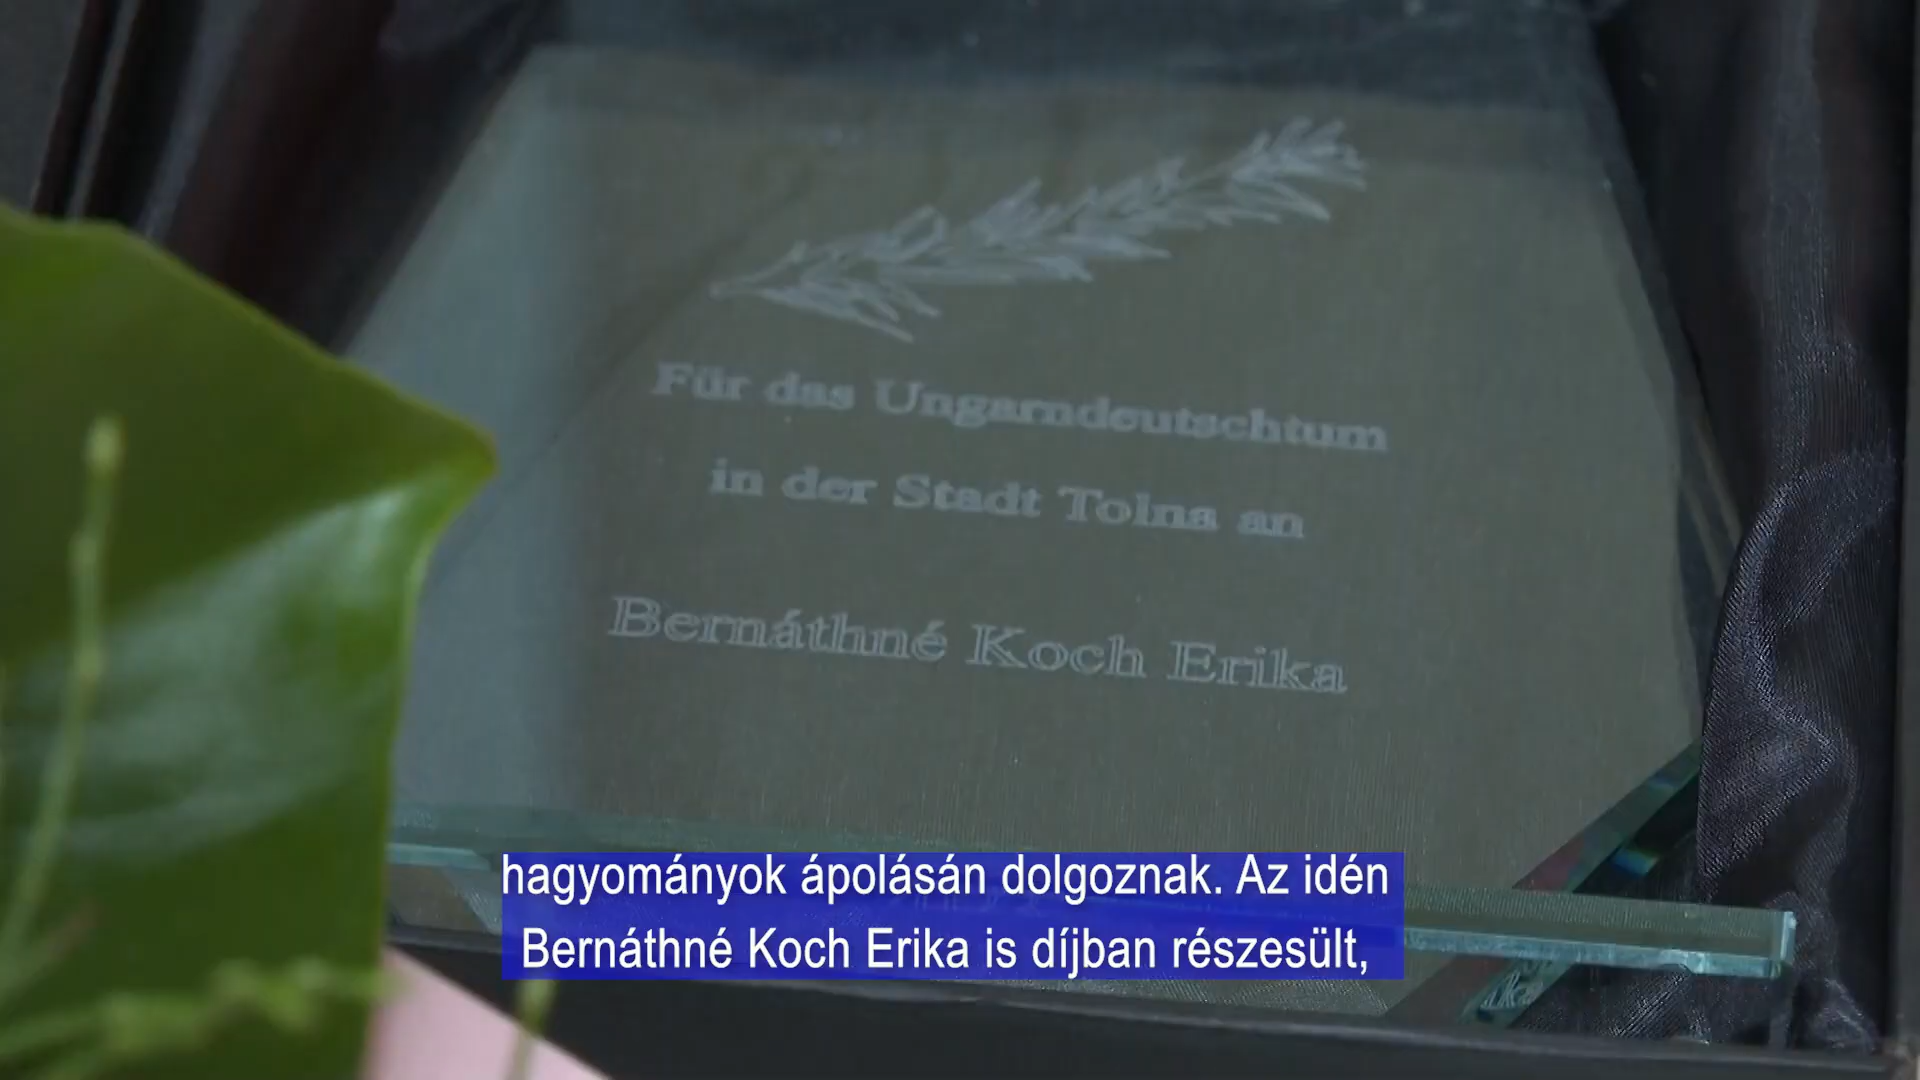 Für das Ungarndeutschtum
in der Stadt Tolna an
Bernáthné Koch Erika
hagyományok ápolásán dolgoznak. Az idén
Bernáthné Koch Erika is díjban részesült,